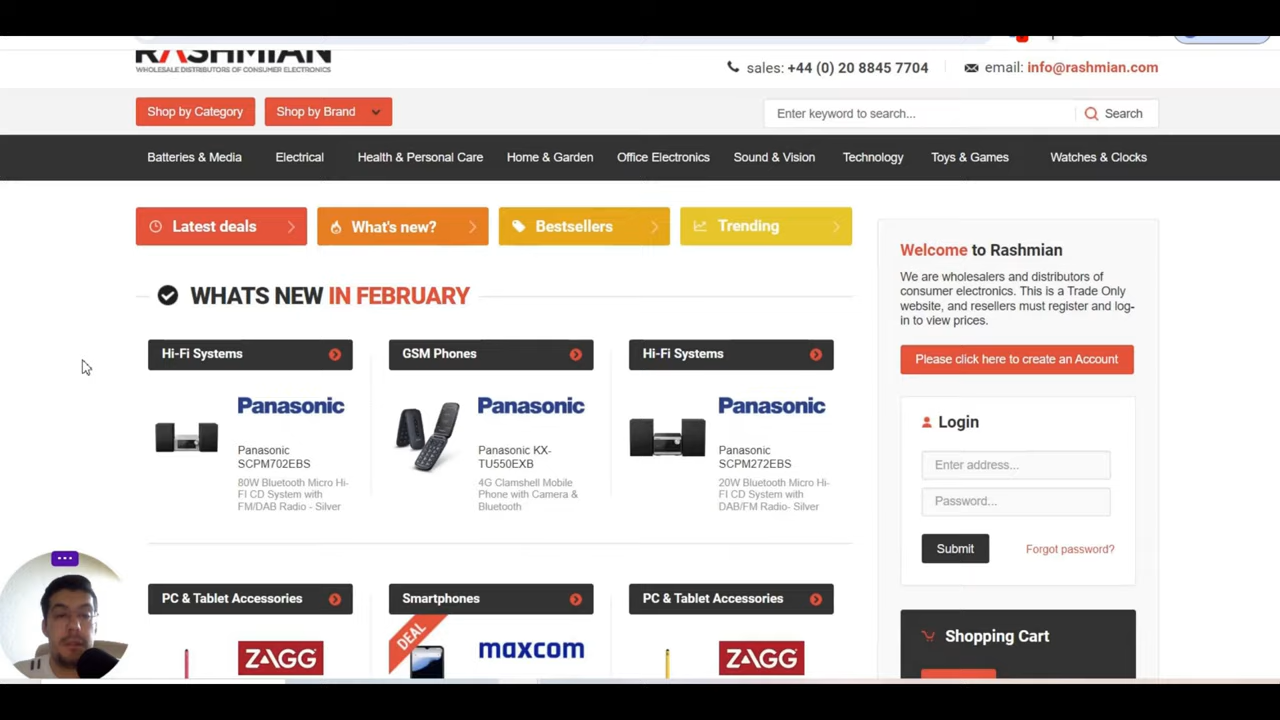 RASHMIAN
WHOLESALE DISTRIBUTORS OF CONSUMER ELECTRONICS
sales: +44 (0) 20 8845 7704
email: info@rashmian.com
Shop by Category
Shop by Brand
Enter keyword to search...
Search
Batteries & Media
Electrical
Health & Personal Care
Home & Garden
Office Electronics
Sound & Vision
Technology
Toys & Games
Watches & Clocks
Latest deals
What's new?
Bestsellers
Trending
WHATS NEW IN FEBRUARY
Hi-Fi Systems
Panasonic
Panasonic
SCPM702EBS
80W Bluetooth Micro Hi-
FI CD System with
FM/DAB Radio - Silver
GSM Phones
Panasonic
Panasonic KX-
TU550EXB
4G Clamshell Mobile
Phone with Camera &
Bluetooth
Hi-Fi Systems
Panasonic
Panasonic
SCPM272EBS
20W Bluetooth Micro Hi-
FI CD System with
DAB/FM Radio- Silver
PC & Tablet Accessories
ZAGG
Smartphones
DEAL
maxcom
PC & Tablet Accessories
ZAGG
Welcome to Rashmian
We are wholesalers and distributors of
consumer electronics. This is a Trade Only
website, and resellers must register and log-
in to view prices.
Please click here to create an Account
Login
Enter address...
Password...
Submit
Forgot password?
Shopping Cart